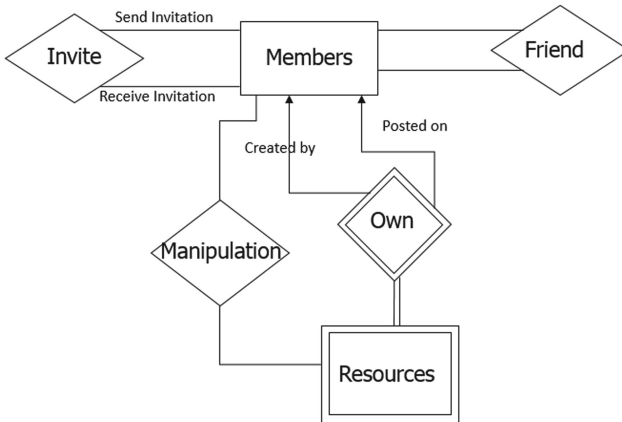 Send Invitation
Invite
Members
Friend
Receive Invitation
Posted on
Created by
Own
Manipulation
Resources